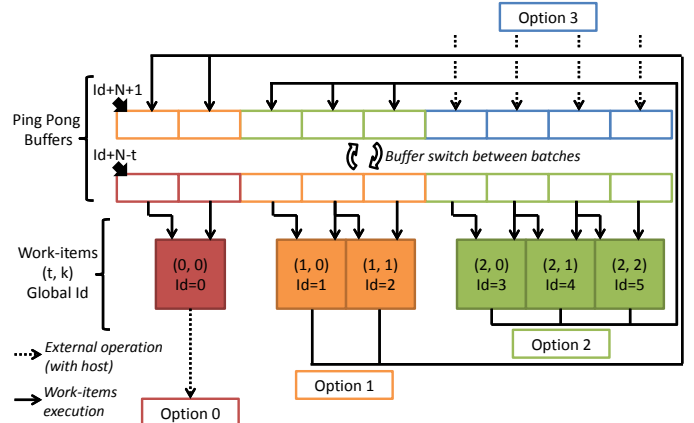 Option 3
Id+N+1
Ping Pong
Buffers
Id+N-t
Buffer switch between batches
Work-items
(t, k)
Global Id
(0, 0)
Id=0
(1, 0)
Id=1
(1, 1)
Id=2
(2, 0)
Id=3
(2, 1)
Id=4
(2, 2)
Id=5
External operation
(with host)
Option 2
Option 1
Work-items
execution
Option 0